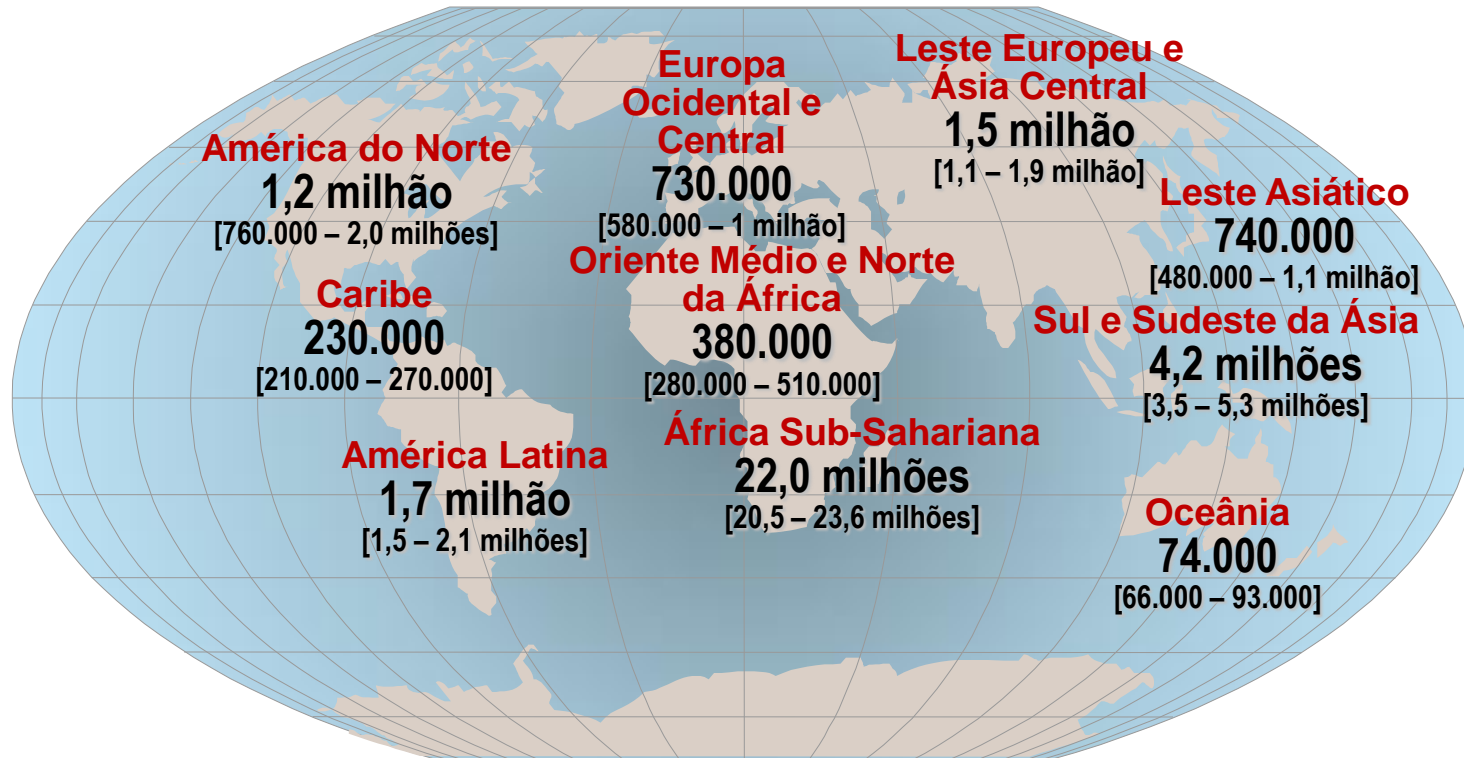 América do Norte
1,2 milhão
[760.000 – 2,0 milhões]
Caribe
230.000
[210.000 – 270.000]
América Latina
1,7 milhão
[1,5 – 2,1 milhões]
Europa
Ocidental e
Central
730.000
[580.000 – 1 milhão]
Oriente Médio e Norte
da África
380.000
[280.000 – 510.000]
África Sub-Sahariana
22,0 milhões
[20,5 – 23,6 milhões]
Leste Europeu e
Ásia Central
1,5 milhão
[1,1 – 1,9 milhão]
Leste Asiático
740.000
[480.000 – 1,1 milhão]
Sul e Sudeste da Ásia
4,2 milhões
[3,5 – 5,3 milhões]
Oceânia
74.000
[66.000 – 93.000]